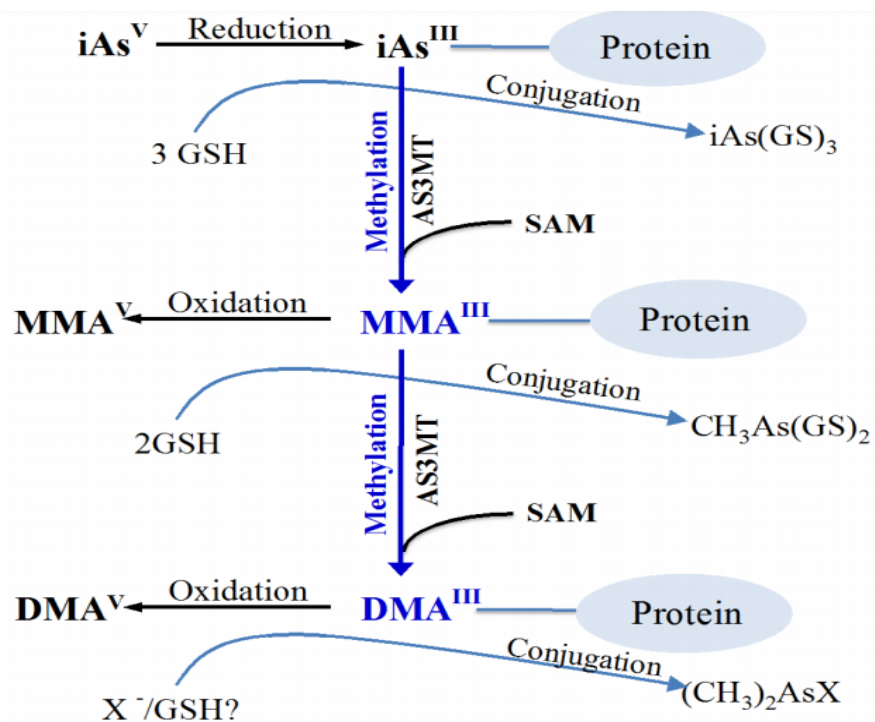 iAsⱽ Reduction iAsᴵᴵᴵ Protein
Conjugation
3 GSH iAs(GS)₃
Methylation
AS3MT
SAM
MMAⱽ Oxidation MMAᴵᴵᴵ Protein
Conjugation
2GSH CH₃As(GS)₂
Methylation
AS3MT
SAM
DMAⱽ Oxidation DMAᴵᴵᴵ Protein
Conjugation
X ⁻/GSH? (CH₃)₂AsX